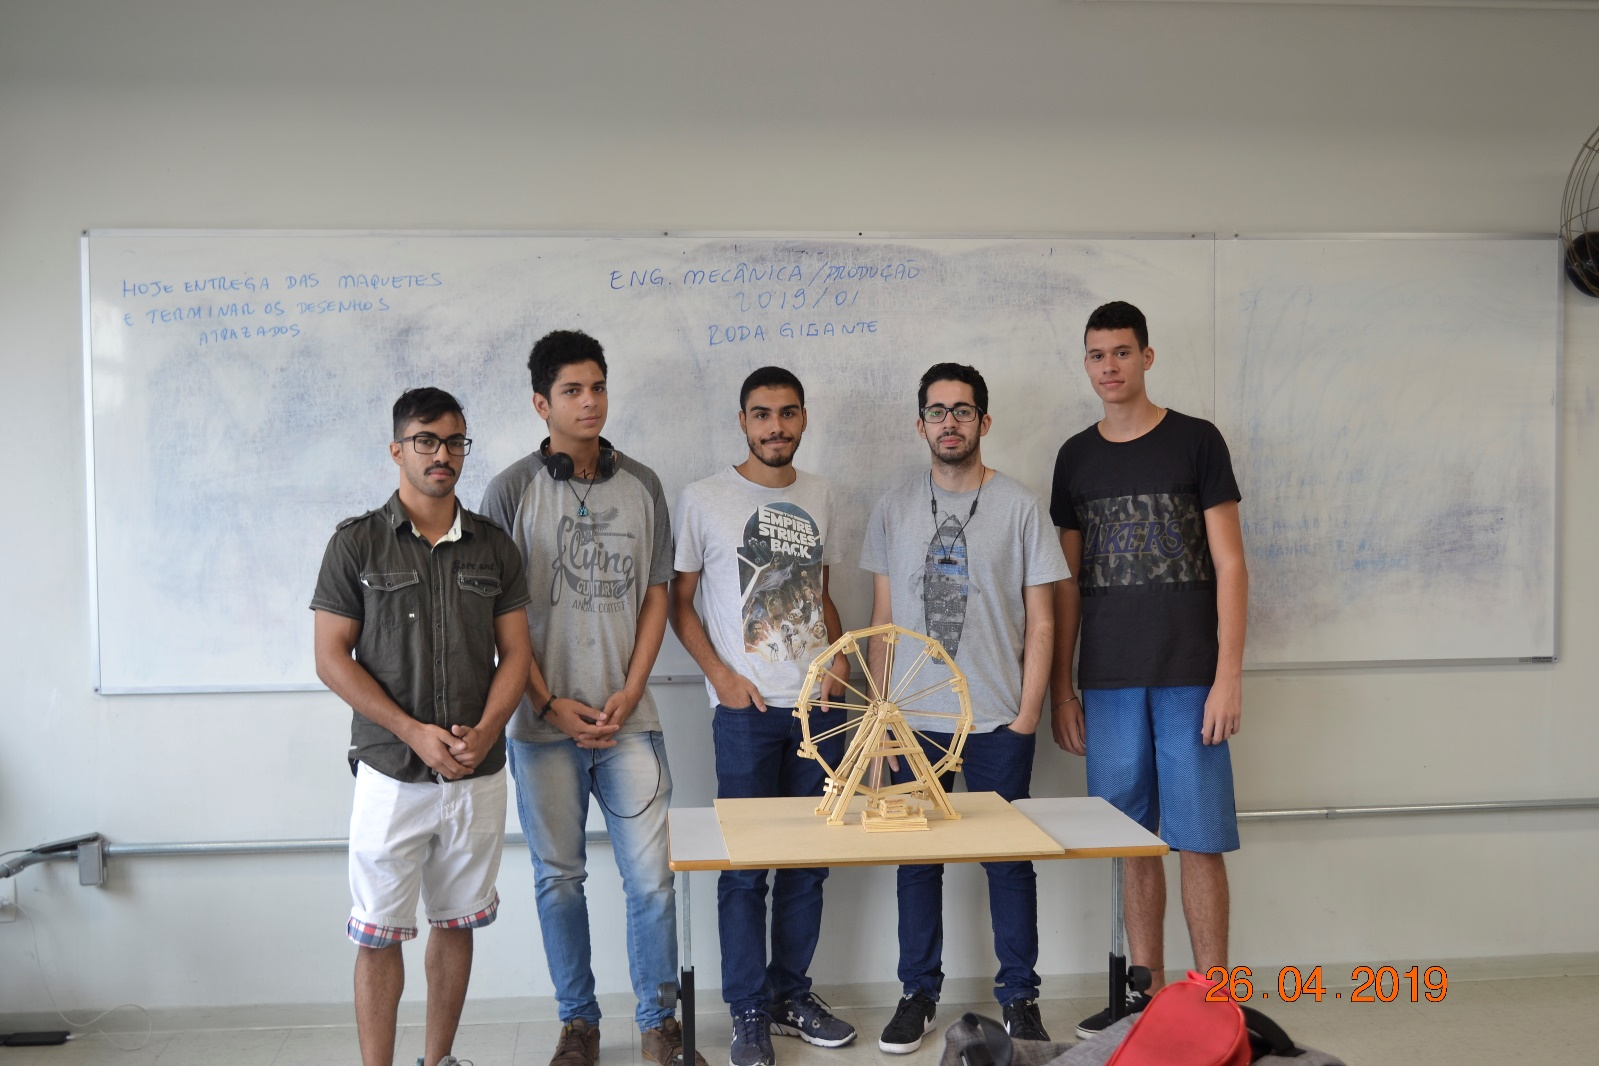 HOJE ENTREGA DAS MAQUETES
E TERMINAR OS DESENHOS
ATRAZADOS
ENG. MECÂNICA/PRODUÇÃO
2019/01
RODA GIGANTE
flying
THE
EMPIRE
STRIKES
BACK
LAKERS
26.04.2019